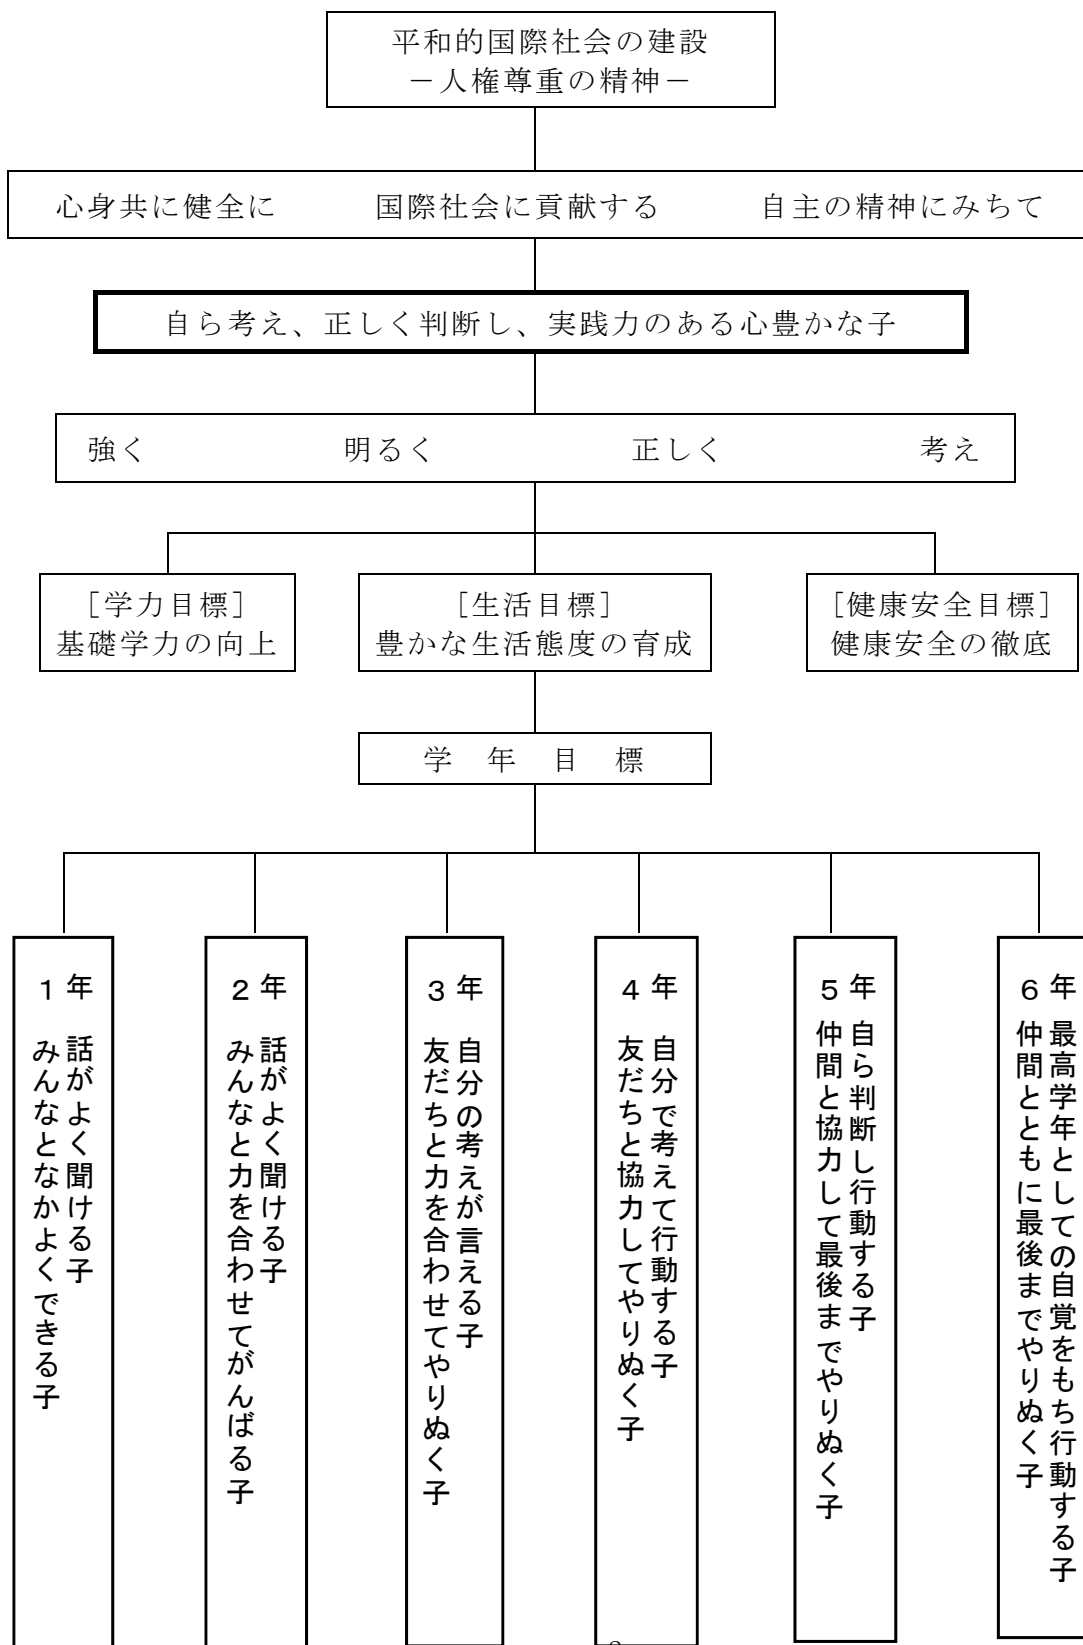 平和的国際社会の建設
－人権尊重の精神－
心身共に健全に 国際社会に貢献する 自主の精神にみちて
自ら考え、正しく判断し、実践力のある心豊かな子
強く 明るく 正しく 考え
［学力目標］
基礎学力の向上
［生活目標］
豊かな生活態度の育成
［健康安全目標］
健康安全の徹底
学 年 目 標
1年
話がよく聞ける子
みんなとなかよくできる子
2年
話がよく聞ける子
みんなと力を合わせてがんばる子
3年
自分の考えが言える子
友だちと力を合わせてやりぬく子
4年
自分で考えて行動する子
友だちと協力してやりぬく子
5年
自ら判断し行動する子
仲間と協力して最後までやりぬく子
6年
最高学年としての自覚をもち行動する子
仲間とともに最後までやりぬく子